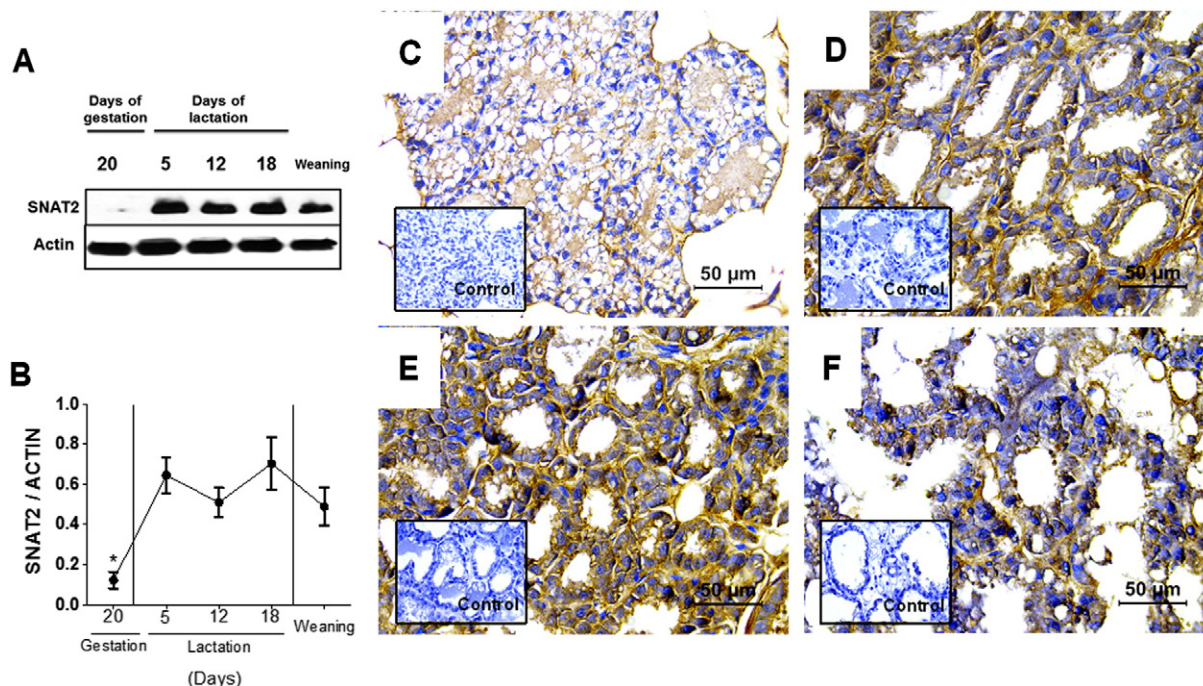 A
Days of
gestation
Days of
lactation
20 5 12 18 Weaning
SNAT2
Actin
B
SNAT2 / ACTIN
1.0
0.8
0.6
0.4
0.2
0.0
*
20 5 12 18 Weaning
Gestation Lactation
(Days)
C
Control
50 µm
D
Control
50 µm
E
Control
50 µm
F
Control
50 µm